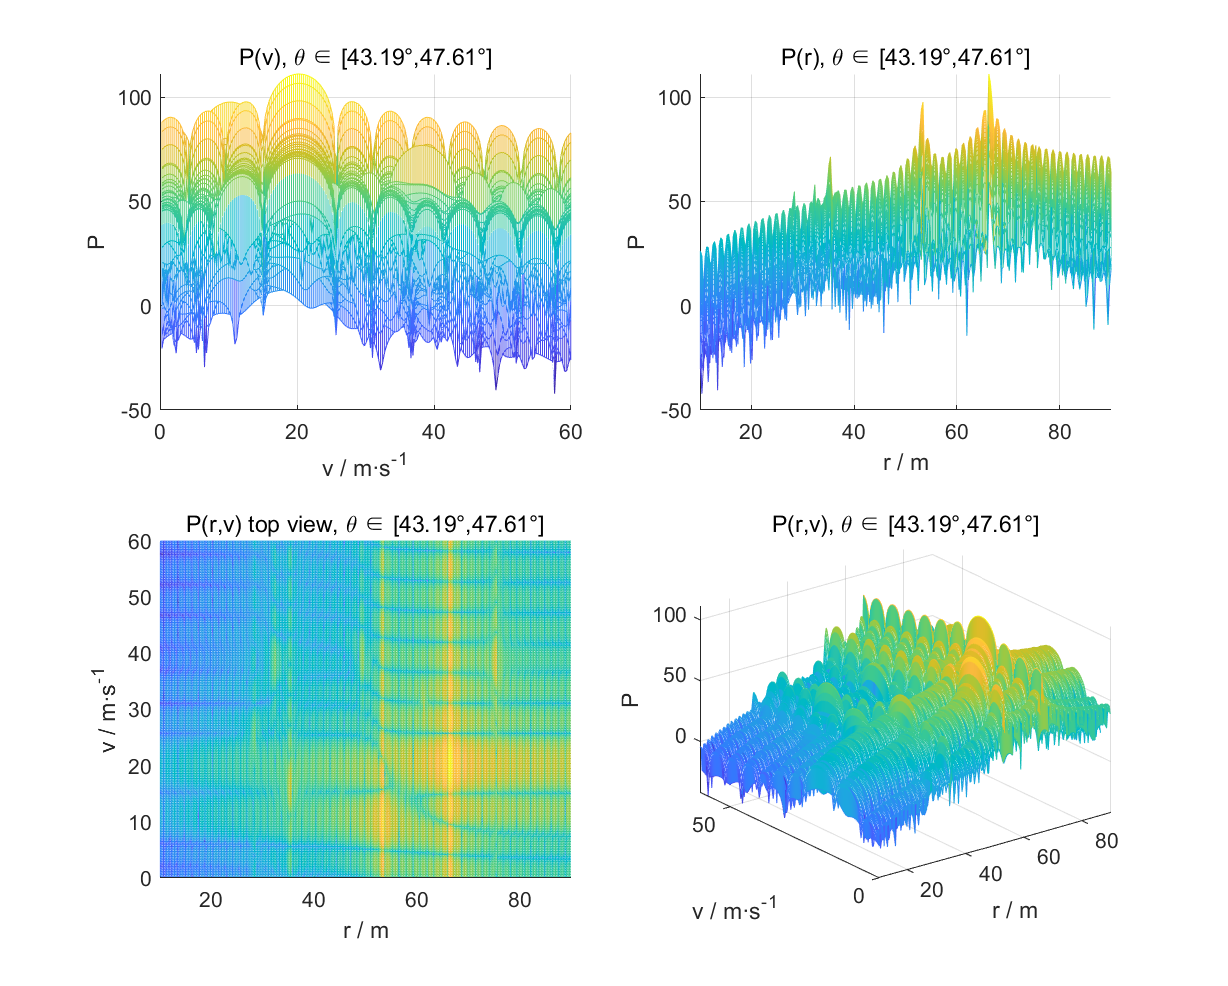 P(v), θ ∈ [43.19°,47.61°]
100
50
0
-50
P
0
20
40
60
v / m·s-1
P(r), θ ∈ [43.19°,47.61°]
100
50
0
-50
P
20
40
60
80
r / m
P(r,v) top view, θ ∈ [43.19°,47.61°]
60
50
40
30
20
10
0
v / m·s-1
20
40
60
80
r / m
P(r,v), θ ∈ [43.19°,47.61°]
100
50
0
P
50
0
v / m·s-1
20
40
60
80
r / m